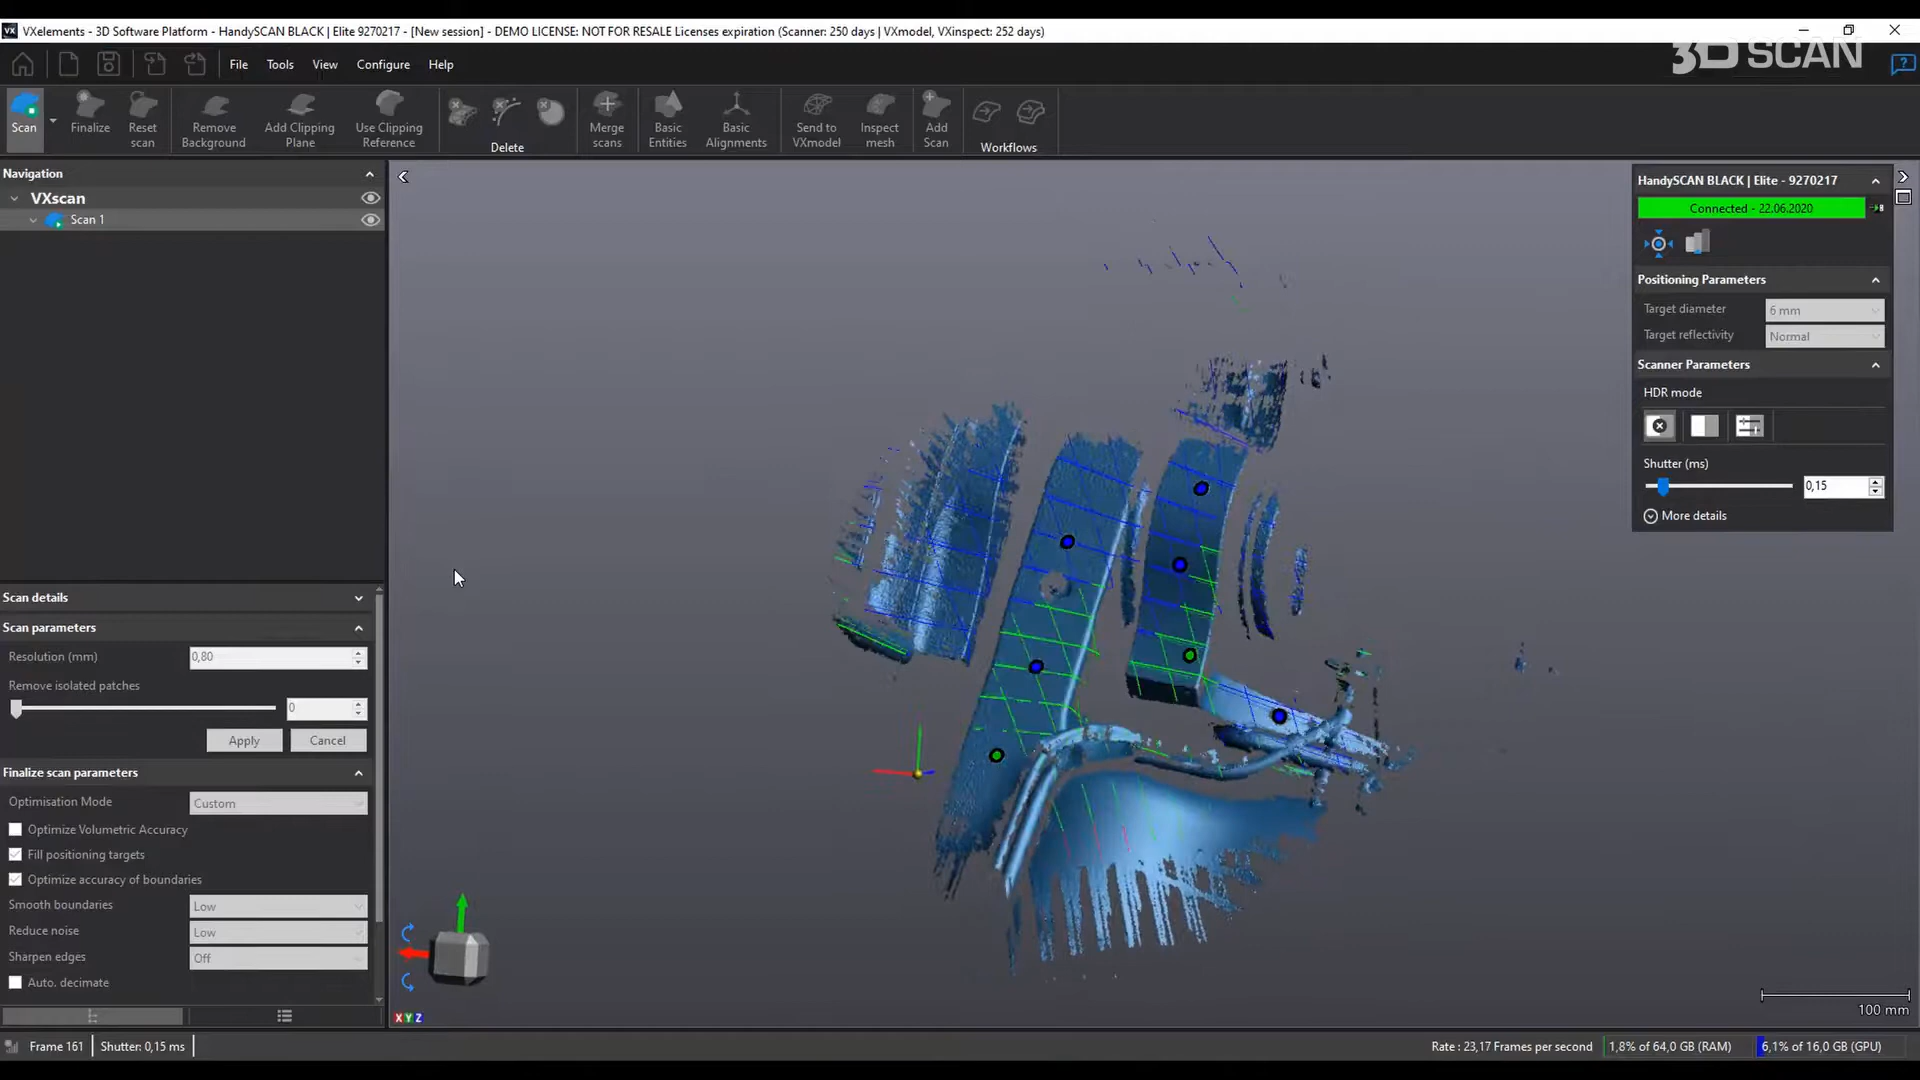 VXelements - 3D Software Platform - HandySCAN BLACK | Elite 9270217 - [New session] - DEMO LICENSE: NOT FOR RESALE Licenses expiration (Scanner: 250 days | VXmodel, VXinspect: 252 days)
3D SCAN
File Tools View Configure Help
Scan
Finalize
Reset scan
Remove Background
Add Clipping Plane
Use Clipping Reference
Delete
Merge scans
Basic Entities
Basic Alignments
Send to VXmodel
Inspect mesh
Add Scan
Workflows
Navigation
VXscan
Scan 1
HandySCAN BLACK | Elite - 9270217
Connected - 22.06.2020
Positioning Parameters
Target diameter 6 mm
Target reflectivity Normal
Scanner Parameters
HDR mode
Shutter (ms)
0,15
More details
Scan details
Scan parameters
Resolution (mm) 0,80
Remove isolated patches
0
Apply Cancel
Finalize scan parameters
Optimisation Mode Custom
Optimize Volumetric Accuracy
Fill positioning targets
Optimize accuracy of boundaries
Smooth boundaries Low
Reduce noise Low
Sharpen edges Off
Auto. decimate
X Y Z
100 mm
Frame 161 Shutter: 0,15 ms Rate : 23,17 Frames per second 1,8% of 64,0 GB (RAM) 6,1% of 16,0 GB (GPU)